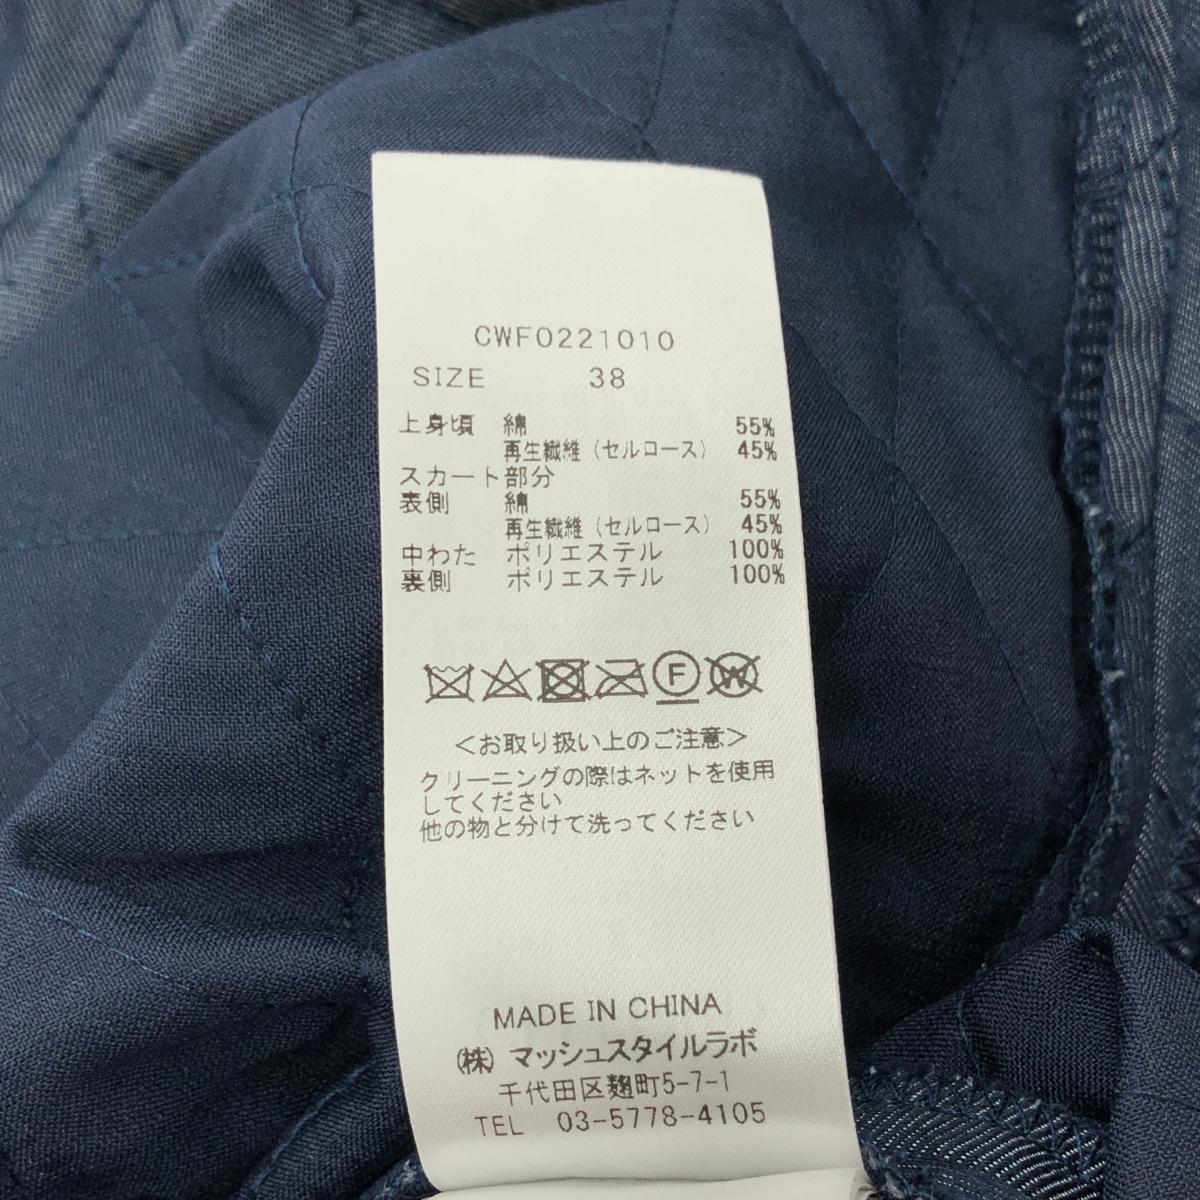 CWF0221010
SIZE 38
上身頃 綿 55%
再生繊維（セルロース） 45%
スカート部分
表側 綿 55%
再生繊維（セルロース） 45%
中わた ポリエステル 100%
裏側 ポリエステル 100%
F W
＜お取り扱い上のご注意＞
クリーニングの際はネットを使用
してください
他の物と分けて洗ってください
MADE IN CHINA
（株）マッシュスタイルラボ
千代田区麹町5-7-1
TEL 03-5778-4105